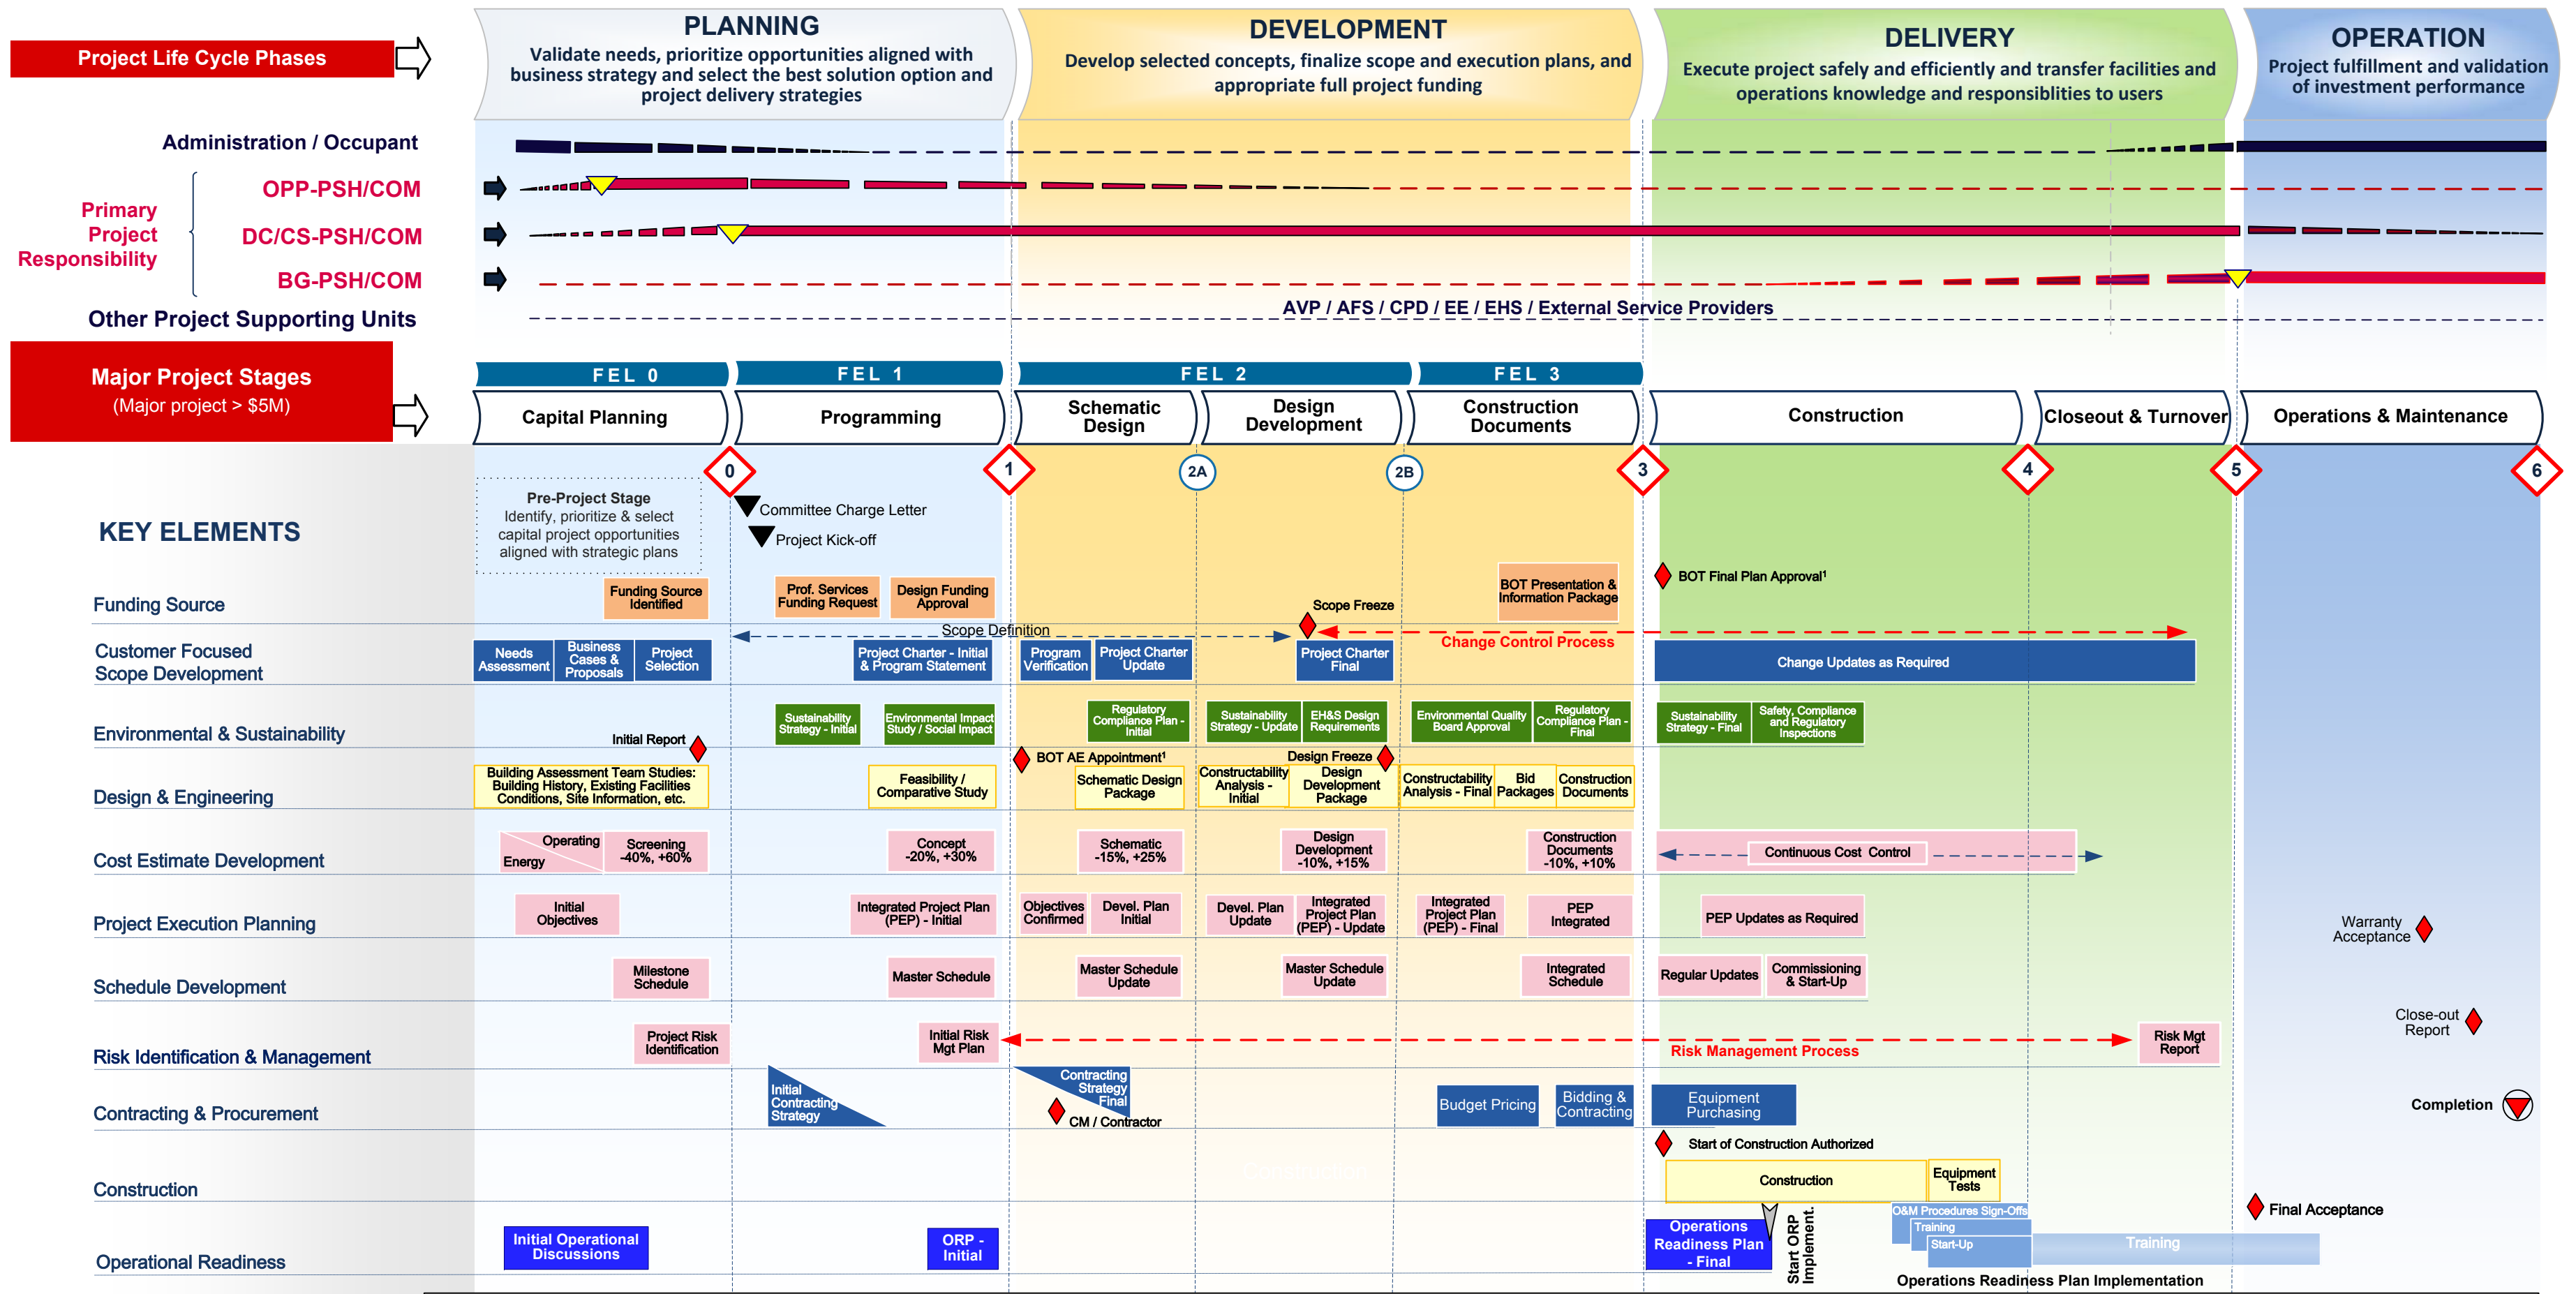 Project Life Cycle Phases
PLANNING
Validate needs, prioritize opportunities aligned with
business strategy and select the best solution option and
project delivery strategies
DEVELOPMENT
Develop selected concepts, finalize scope and execution plans, and
appropriate full project funding
DELIVERY
Execute project safely and efficiently and transfer facilities and
operations knowledge and responsiblities to users
OPERATION
Project fulfillment and validation
of investment performance
Administration / Occupant
Primary
Project
Responsibility
OPP-PSH/COM
DC/CS-PSH/COM
BG-PSH/COM
Other Project Supporting Units
AVP / AFS / CPD / EE / EHS / External Service Providers
Major Project Stages
(Major project > $5M)
FEL 0
FEL 1
FEL 2
FEL 3
Capital Planning
Programming
Schematic
Design
Design
Development
Construction
Documents
Construction
Closeout & Turnover
Operations & Maintenance
0
1
2A
2B
3
4
5
6
KEY ELEMENTS
Pre-Project Stage
Identify, prioritize & select
capital project opportunities
aligned with strategic plans
Committee Charge Letter
Project Kick-off
Funding Source
Funding Source
Identified
Prof. Services
Funding Request
Design Funding
Approval
Scope Freeze
BOT Presentation &
Information Package
BOT Final Plan Approval¹
Scope Definition
Change Control Process
Customer Focused
Scope Development
Needs
Assessment
Business
Cases &
Proposals
Project
Selection
Project Charter - Initial
& Program Statement
Program
Verification
Project Charter
Update
Project Charter
Final
Change Updates as Required
Environmental & Sustainability
Initial Report
Sustainability
Strategy - Initial
Environmental Impact
Study / Social Impact
Regulatory
Compliance Plan -
Initial
Sustainability
Strategy - Update
EH&S Design
Requirements
Environmental Quality
Board Approval
Regulatory
Compliance Plan -
Final
Sustainability
Strategy - Final
Safety, Compliance
and Regulatory
Inspections
BOT AE Appointment¹
Design Freeze
Design & Engineering
Building Assessment Team Studies:
Building History, Existing Facilities
Conditions, Site Information, etc.
Feasibility /
Comparative Study
Schematic Design
Package
Constructability
Analysis -
Initial
Design
Development
Package
Constructability
Analysis - Final
Bid
Packages
Construction
Documents
Cost Estimate Development
Operating
Energy
Screening
-40%, +60%
Concept
-20%, +30%
Schematic
-15%, +25%
Design
Development
-10%, +15%
Construction
Documents
-10%, +10%
Continuous Cost Control
Project Execution Planning
Initial
Objectives
Integrated Project Plan
(PEP) - Initial
Objectives
Confirmed
Devel. Plan
Initial
Devel. Plan
Update
Integrated
Project Plan
(PEP) - Update
Integrated
Project Plan
(PEP) - Final
PEP
Integrated
PEP Updates as Required
Warranty
Acceptance
Schedule Development
Milestone
Schedule
Master Schedule
Master Schedule
Update
Master Schedule
Update
Integrated
Schedule
Regular Updates
Commissioning
& Start-Up
Close-out
Report
Risk Identification & Management
Project Risk
Identification
Initial Risk
Mgt Plan
Risk Management Process
Risk Mgt
Report
Contracting & Procurement
Initial
Contracting
Strategy
Contracting
Strategy
Final
CM / Contractor
Budget Pricing
Bidding &
Contracting
Equipment
Purchasing
Completion
Start of Construction Authorized
Construction
Construction
Construction
Equipment
Tests
Final Acceptance
Operational Readiness
Initial Operational
Discussions
ORP -
Initial
Operations
Readiness Plan
- Final
Start ORP
Implement.
O&M Procedures Sign-Offs
Training
Start-Up
Training
Operations Readiness Plan Implementation